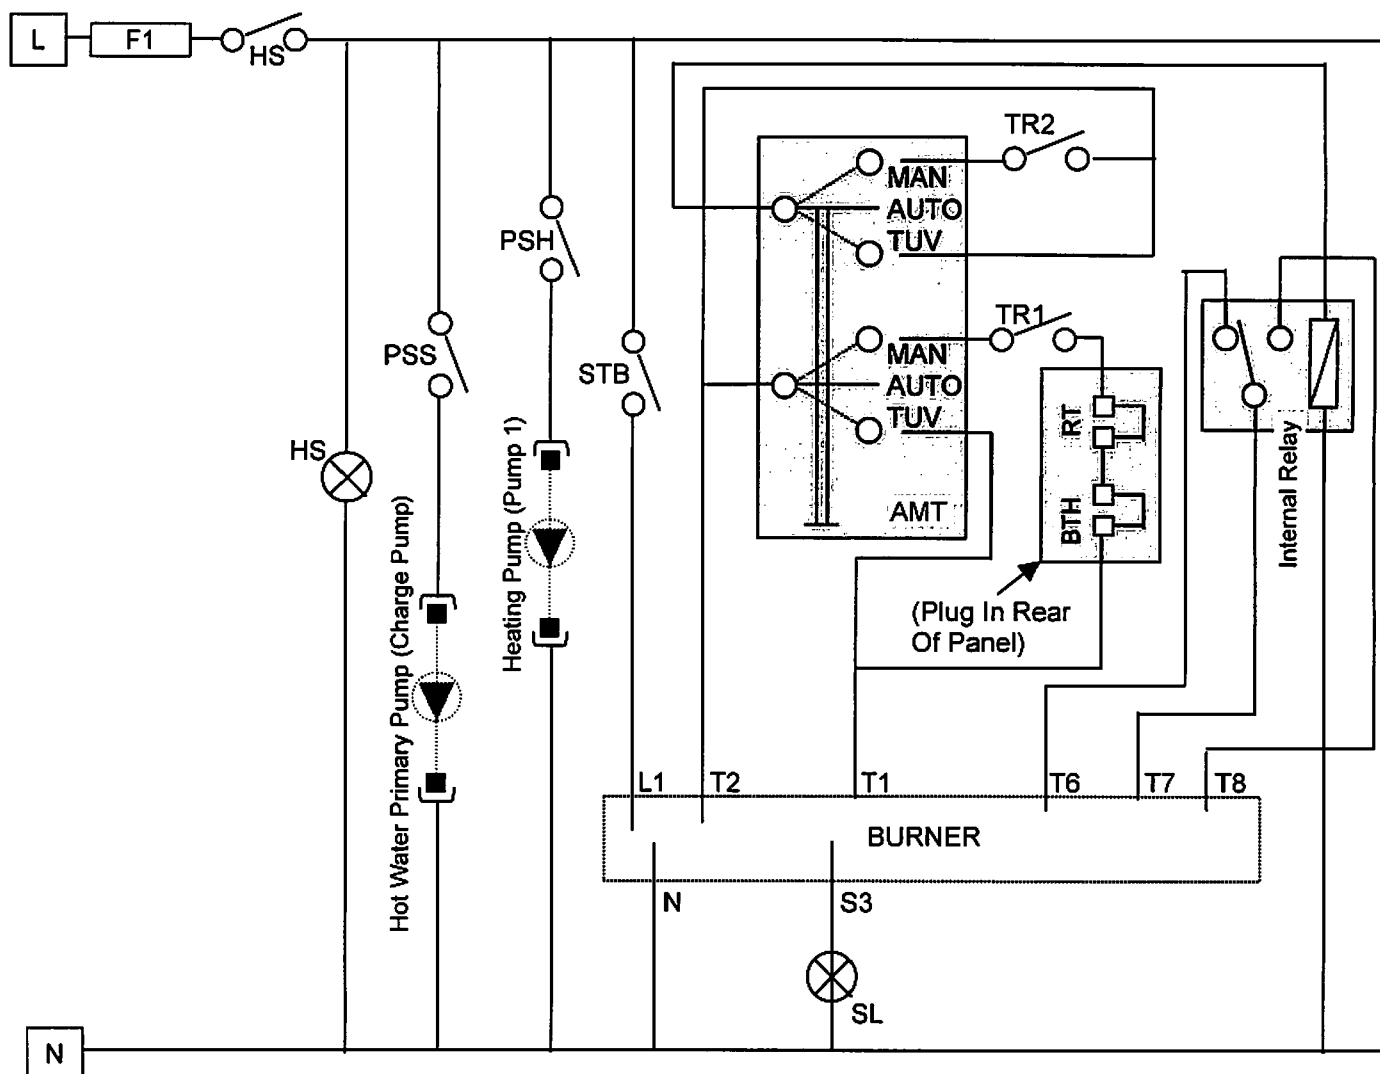 L
F1
HS
TR2
MAN
AUTO
TUV
PSH
PSS
STB
TR1
MAN
AUTO
TUV
HS
AMT
RT
BTH
Internal Relay
(Plug In Rear
Of Panel)
Hot Water Primary Pump (Charge Pump)
Heating Pump (Pump 1)
L1
T2
T1
T6
T7
T8
BURNER
N
S3
SL
N